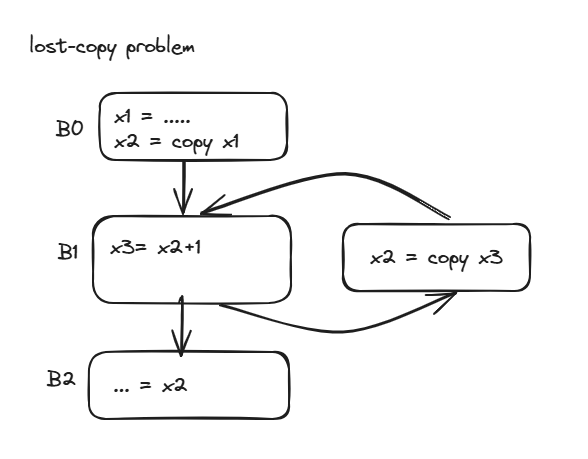 lost-copy problem
B0
x1 = .....
x2 = copy x1
B1
x3= x2+1
x2 = copy x3
B2
... = x2